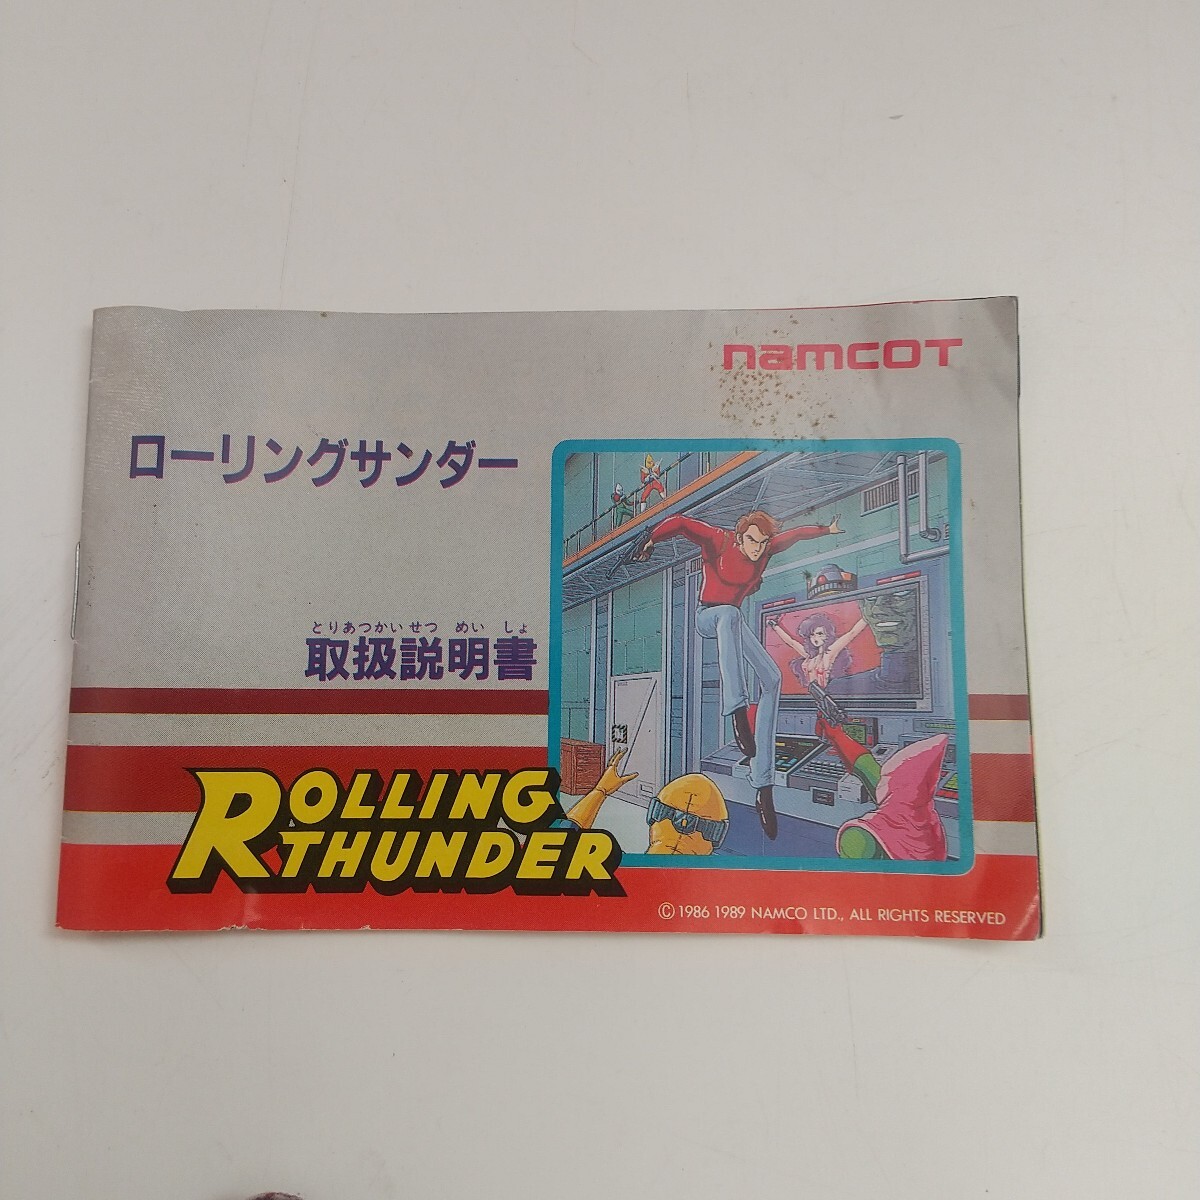 namcoT
ローリングサンダー
とりあつかいせつ めい しょ
取扱説明書
ROLLING
THUNDER
© 1986 1989 NAMCO LTD., ALL RIGHTS RESERVED